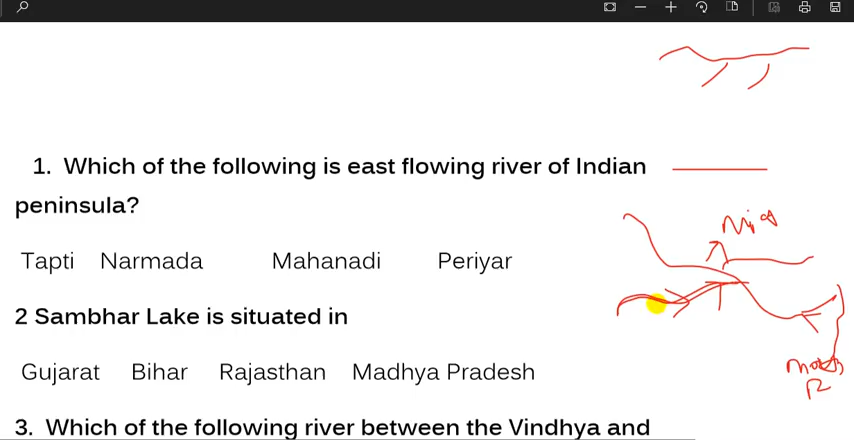 1. Which of the following is east flowing river of Indian
peninsula?
Tapti Narmada Mahanadi Periyar
2 Sambhar Lake is situated in
Gujarat Bihar Rajasthan Madhya Pradesh
3. Which of the following river between the Vindhya and